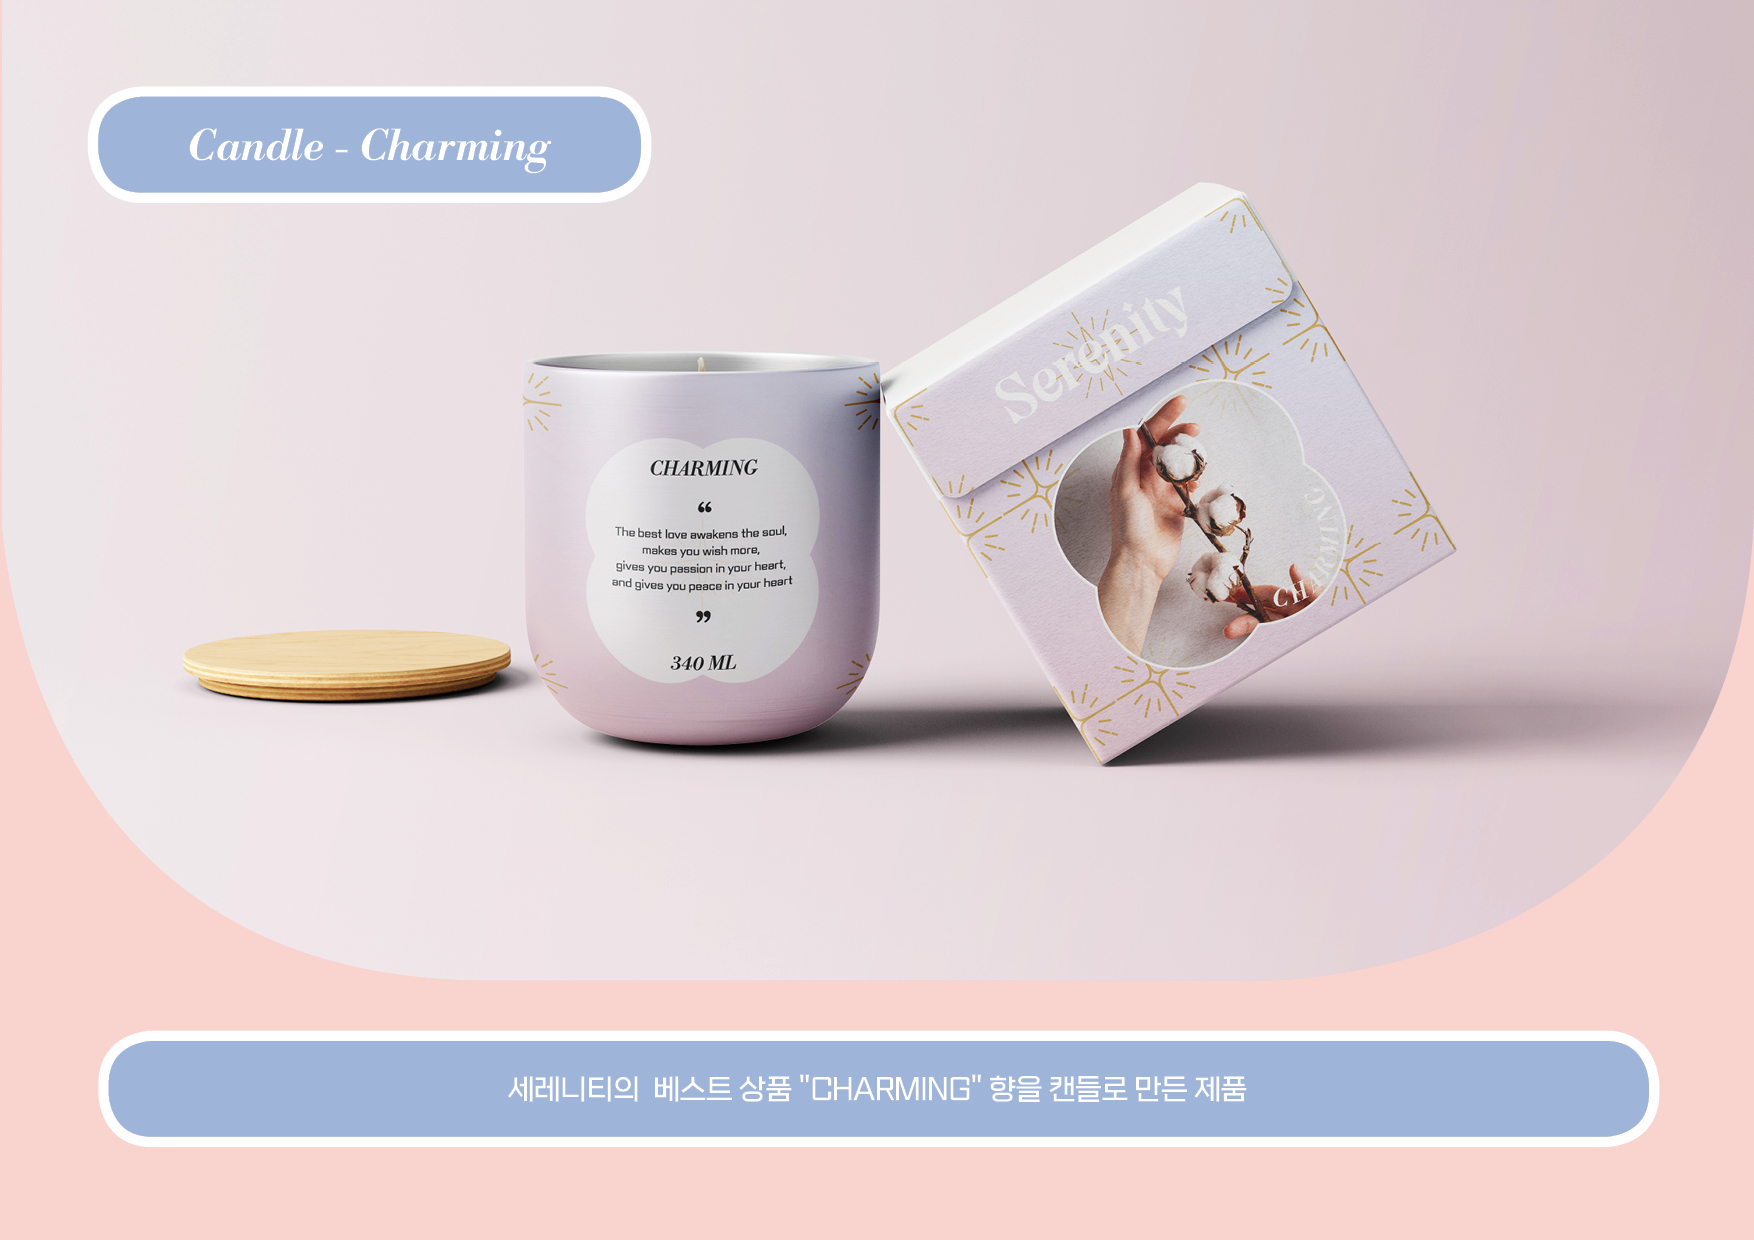 Candle - Charming
Serenity
CHARMING
CHARMING
❝
The best love awakens the soul,
makes you wish more,
gives you passion in your heart,
and gives you peace in your heart
❞
340 ML
세레니티의 베스트 상품 "CHARMING" 향을 캔들로 만든 제품